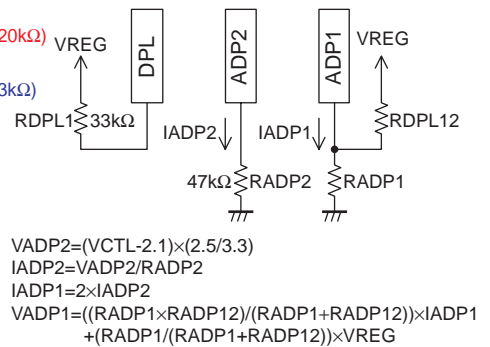 20kΩ)
VREG
3kΩ)
DPL
ADP2
ADP1
VREG
RDPL1
33kΩ
IADP2
IADP1
RDPL12
47kΩ
RADP2
RADP1
VADP2=(VCTL-2.1)×(2.5/3.3)
IADP2=VADP2/RADP2
IADP1=2×IADP2
VADP1=((RADP1×RADP12)/(RADP1+RADP12))×IADP1
+(RADP1/(RADP1+RADP12))×VREG